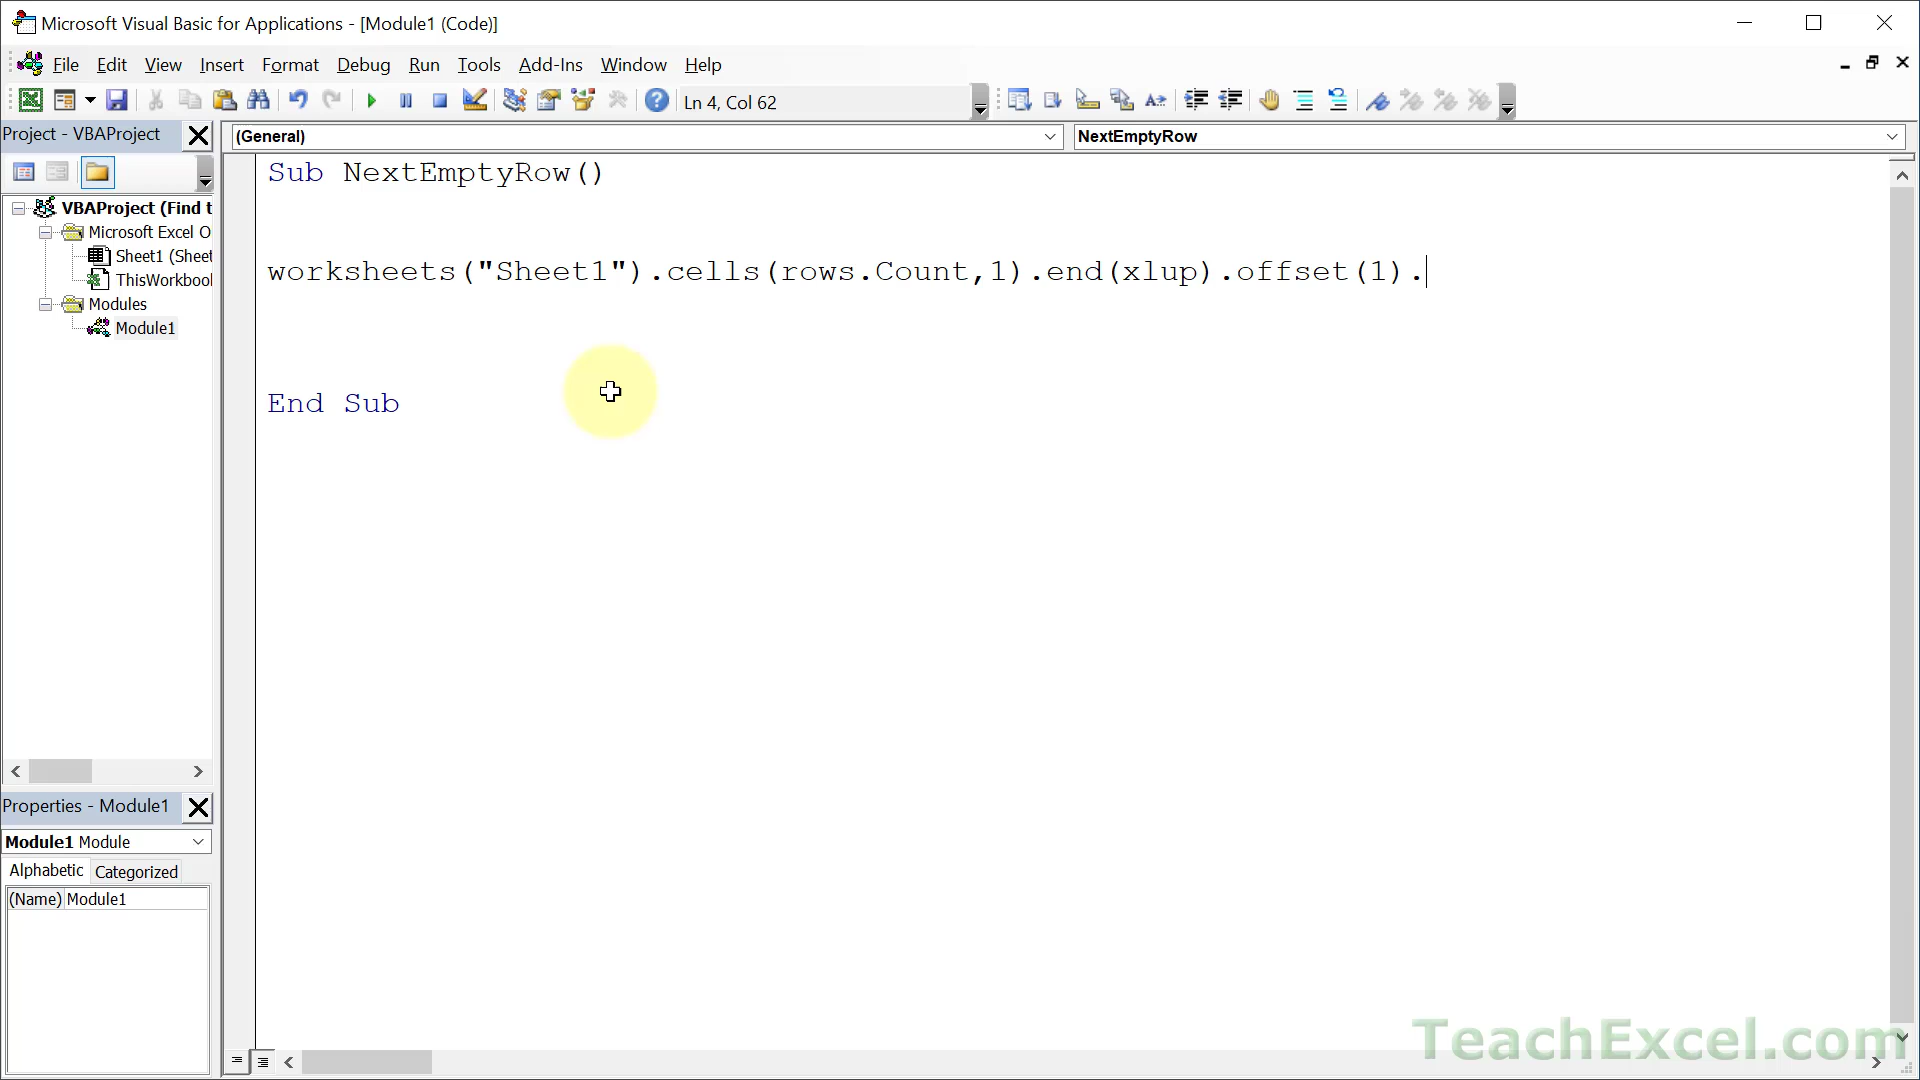 Microsoft Visual Basic for Applications - [Module1 (Code)]
File Edit View Insert Format Debug Run Tools Add-Ins Window Help
Ln 4, Col 62
Project - VBAProject
(General)
NextEmptyRow
VBAProject (Find t
Microsoft Excel O
Sheet1 (Sheet
ThisWorkbool
Modules
Module1
Sub NextEmptyRow()
worksheets("Sheet1").cells(rows.Count,1).end(xlup).offset(1).
End Sub
Properties - Module1
Module1 Module
Alphabetic Categorized
(Name) Module1
TeachExcel.com